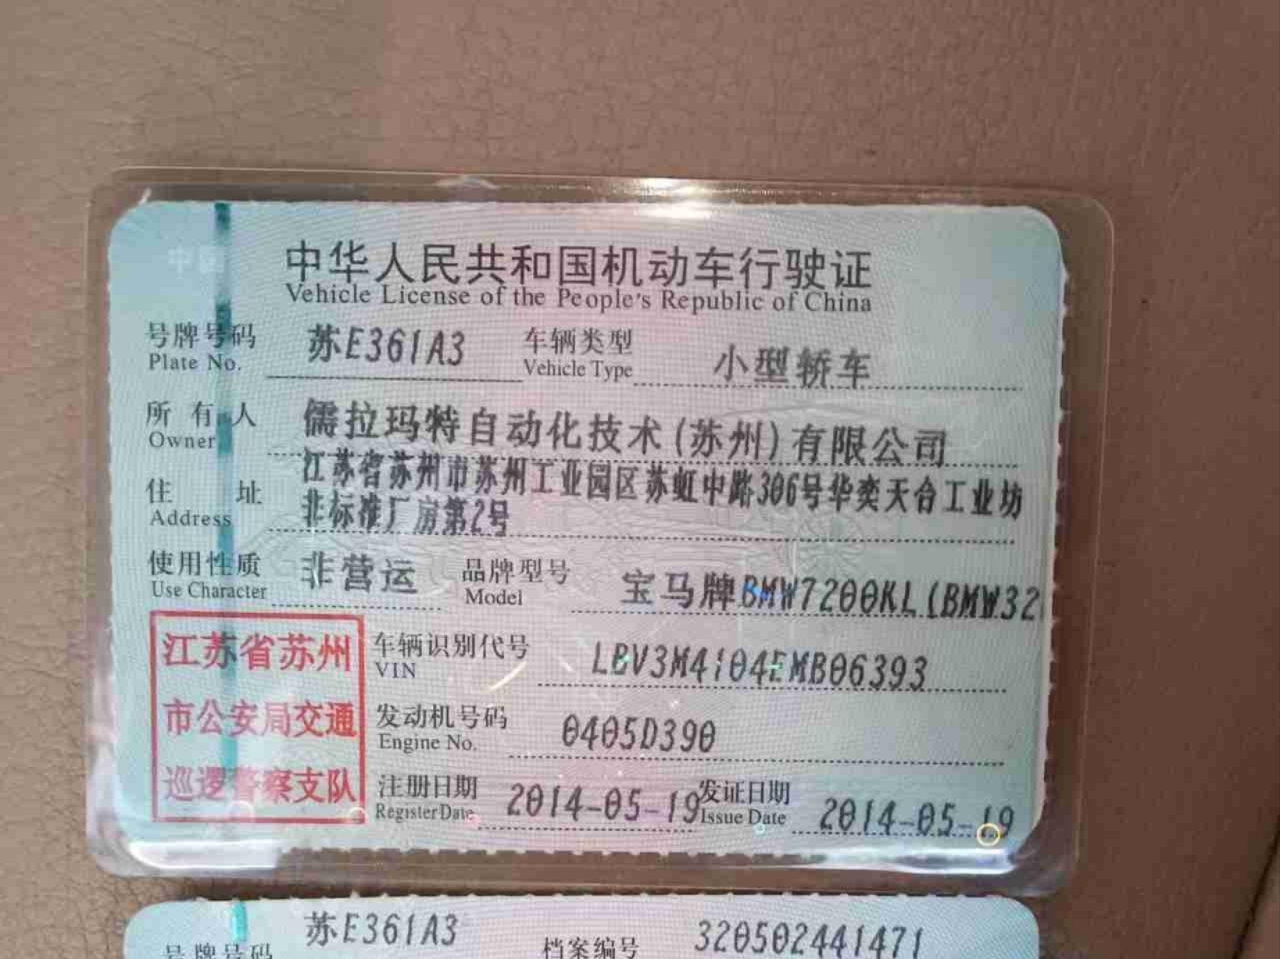 中华人民共和国机动车行驶证
Vehicle License of the People's Republic of China
号牌号码 苏E361A3 车辆类型 小型轿车
Plate No. Vehicle Type
所有人 儒拉玛特自动化技术(苏州)有限公司
Owner
住址 江苏省苏州市苏州工业园区苏虹中路306号华奕天合工业坊
Address 非标准厂房第2号
使用性质 非营运 品牌型号 宝马牌BMW7200KL(BMW32
Use Character Model
江苏省苏州 车辆识别代号 LBV3M4104EMB06393
VIN
市公安局交通 发动机号码 0405D390
Engine No.
巡逻警察支队 注册日期 2014-05-19 发证日期 2014-05-19
Register Date Issue Date
号牌号码 苏E361A3 档案编号 320502441471